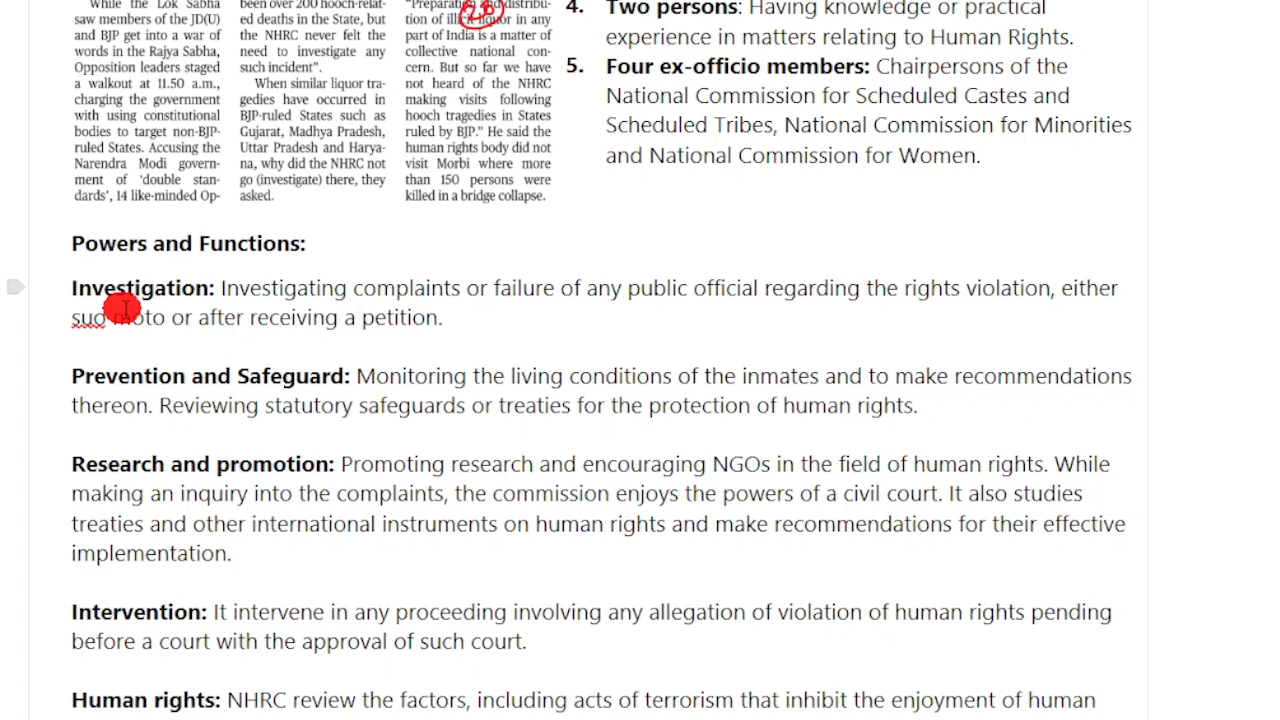 While the Lok Sabha
saw members of the JD(U)
and BJP get into a war of
words in the Rajya Sabha,
Opposition leaders staged
a walkout at 11.50 a.m.,
charging the government
with using constitutional
bodies to target non-BJP-
ruled States. Accusing the
Narendra Modi govern-
ment of ‘double stan-
dards’, 14 like-minded Op-
been over 200 hooch-relat-
ed deaths in the State, but
the NHRC never felt the
need to investigate any
such incident”.
When similar liquor tra-
gedies have occurred in
BJP-ruled States such as
Gujarat, Madhya Pradesh,
Uttar Pradesh and Harya-
na, why did the NHRC not
go (investigate) there, they
asked.
“Preparation and distribu-
tion of illicit liquor in any
part of India is a matter of
collective national con-
cern. But so far we have
not heard of the NHRC
making visits following
hooch tragedies in States
ruled by BJP.” He said the
human rights body did not
visit Morbi where more
than 150 persons were
killed in a bridge collapse.
4. Two persons: Having knowledge or practical
experience in matters relating to Human Rights.
5. Four ex-officio members: Chairpersons of the
National Commission for Scheduled Castes and
Scheduled Tribes, National Commission for Minorities
and National Commission for Women.
Powers and Functions:
Investigation: Investigating complaints or failure of any public official regarding the rights violation, either
suo moto or after receiving a petition.
Prevention and Safeguard: Monitoring the living conditions of the inmates and to make recommendations
thereon. Reviewing statutory safeguards or treaties for the protection of human rights.
Research and promotion: Promoting research and encouraging NGOs in the field of human rights. While
making an inquiry into the complaints, the commission enjoys the powers of a civil court. It also studies
treaties and other international instruments on human rights and make recommendations for their effective
implementation.
Intervention: It intervene in any proceeding involving any allegation of violation of human rights pending
before a court with the approval of such court.
Human rights: NHRC review the factors, including acts of terrorism that inhibit the enjoyment of human